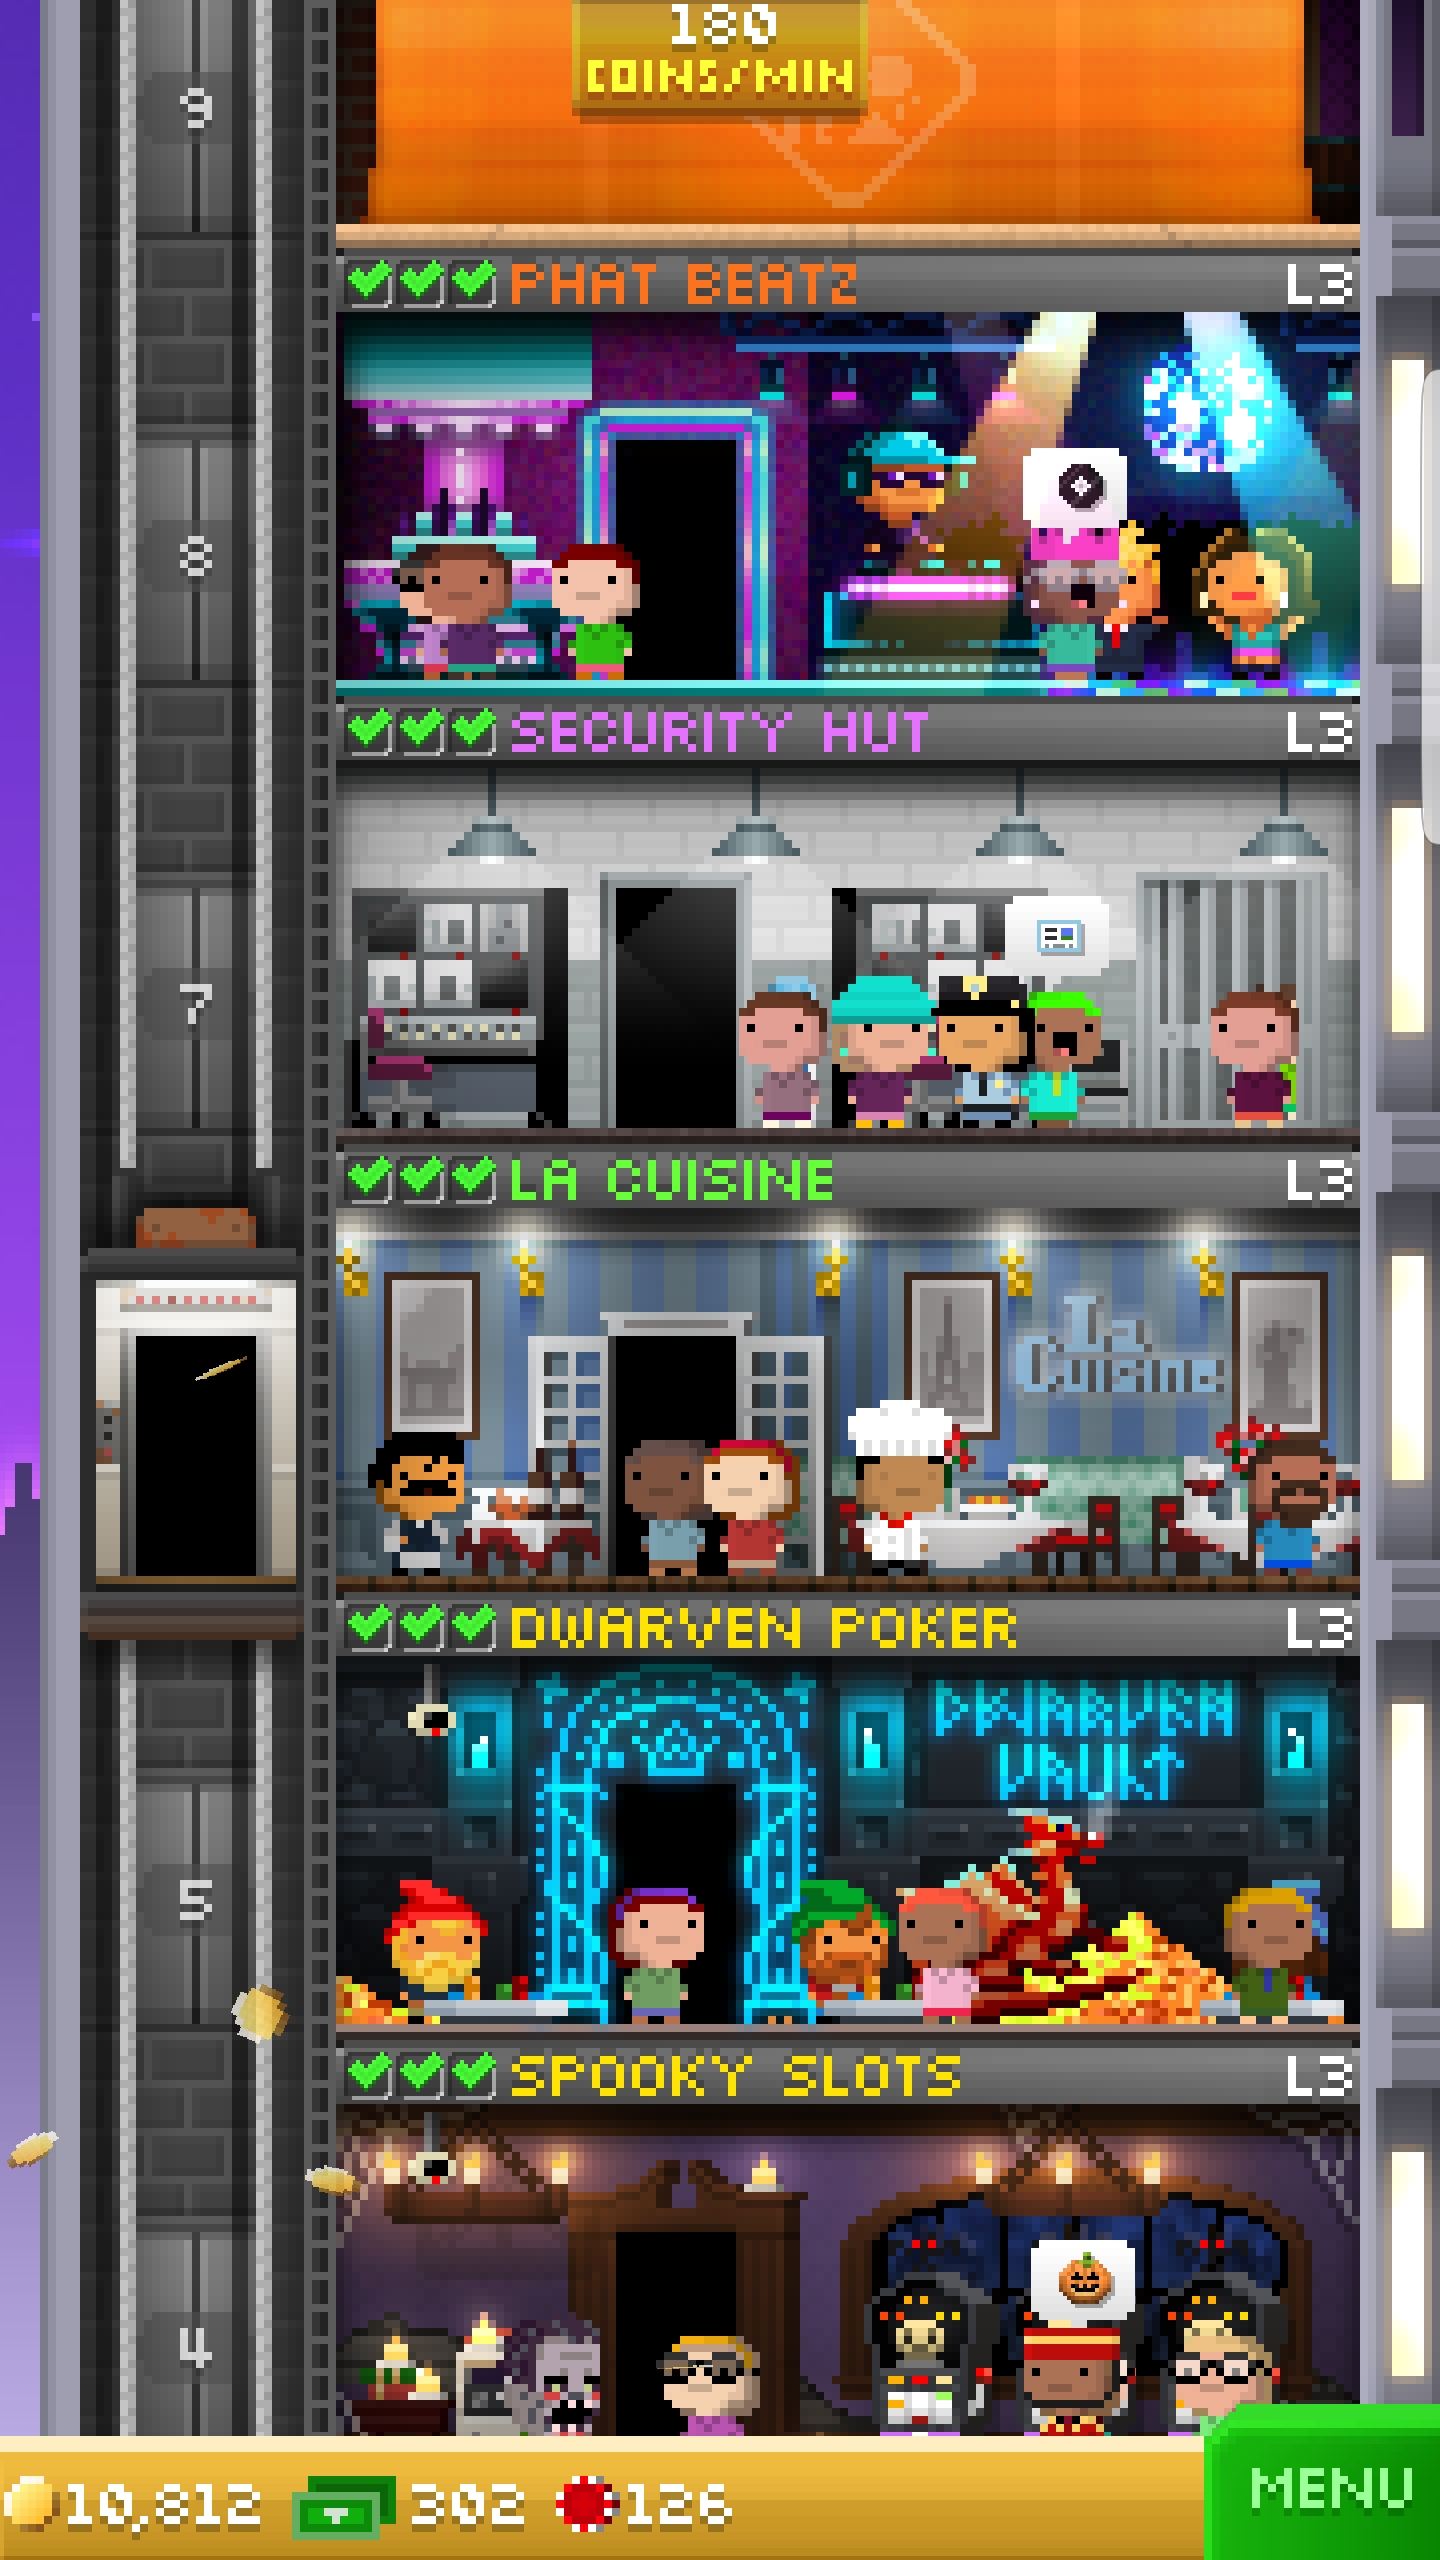 180
COINS/MIN
9
PHAT BEATZ L3
8
SECURITY HUT L3
7
LA CUISINE L3
La
Cuisine
DWARVEN POKER L3
DWARVEN
VAULT
5
SPOOKY SLOTS L3
4
10,812 302 126 MENU